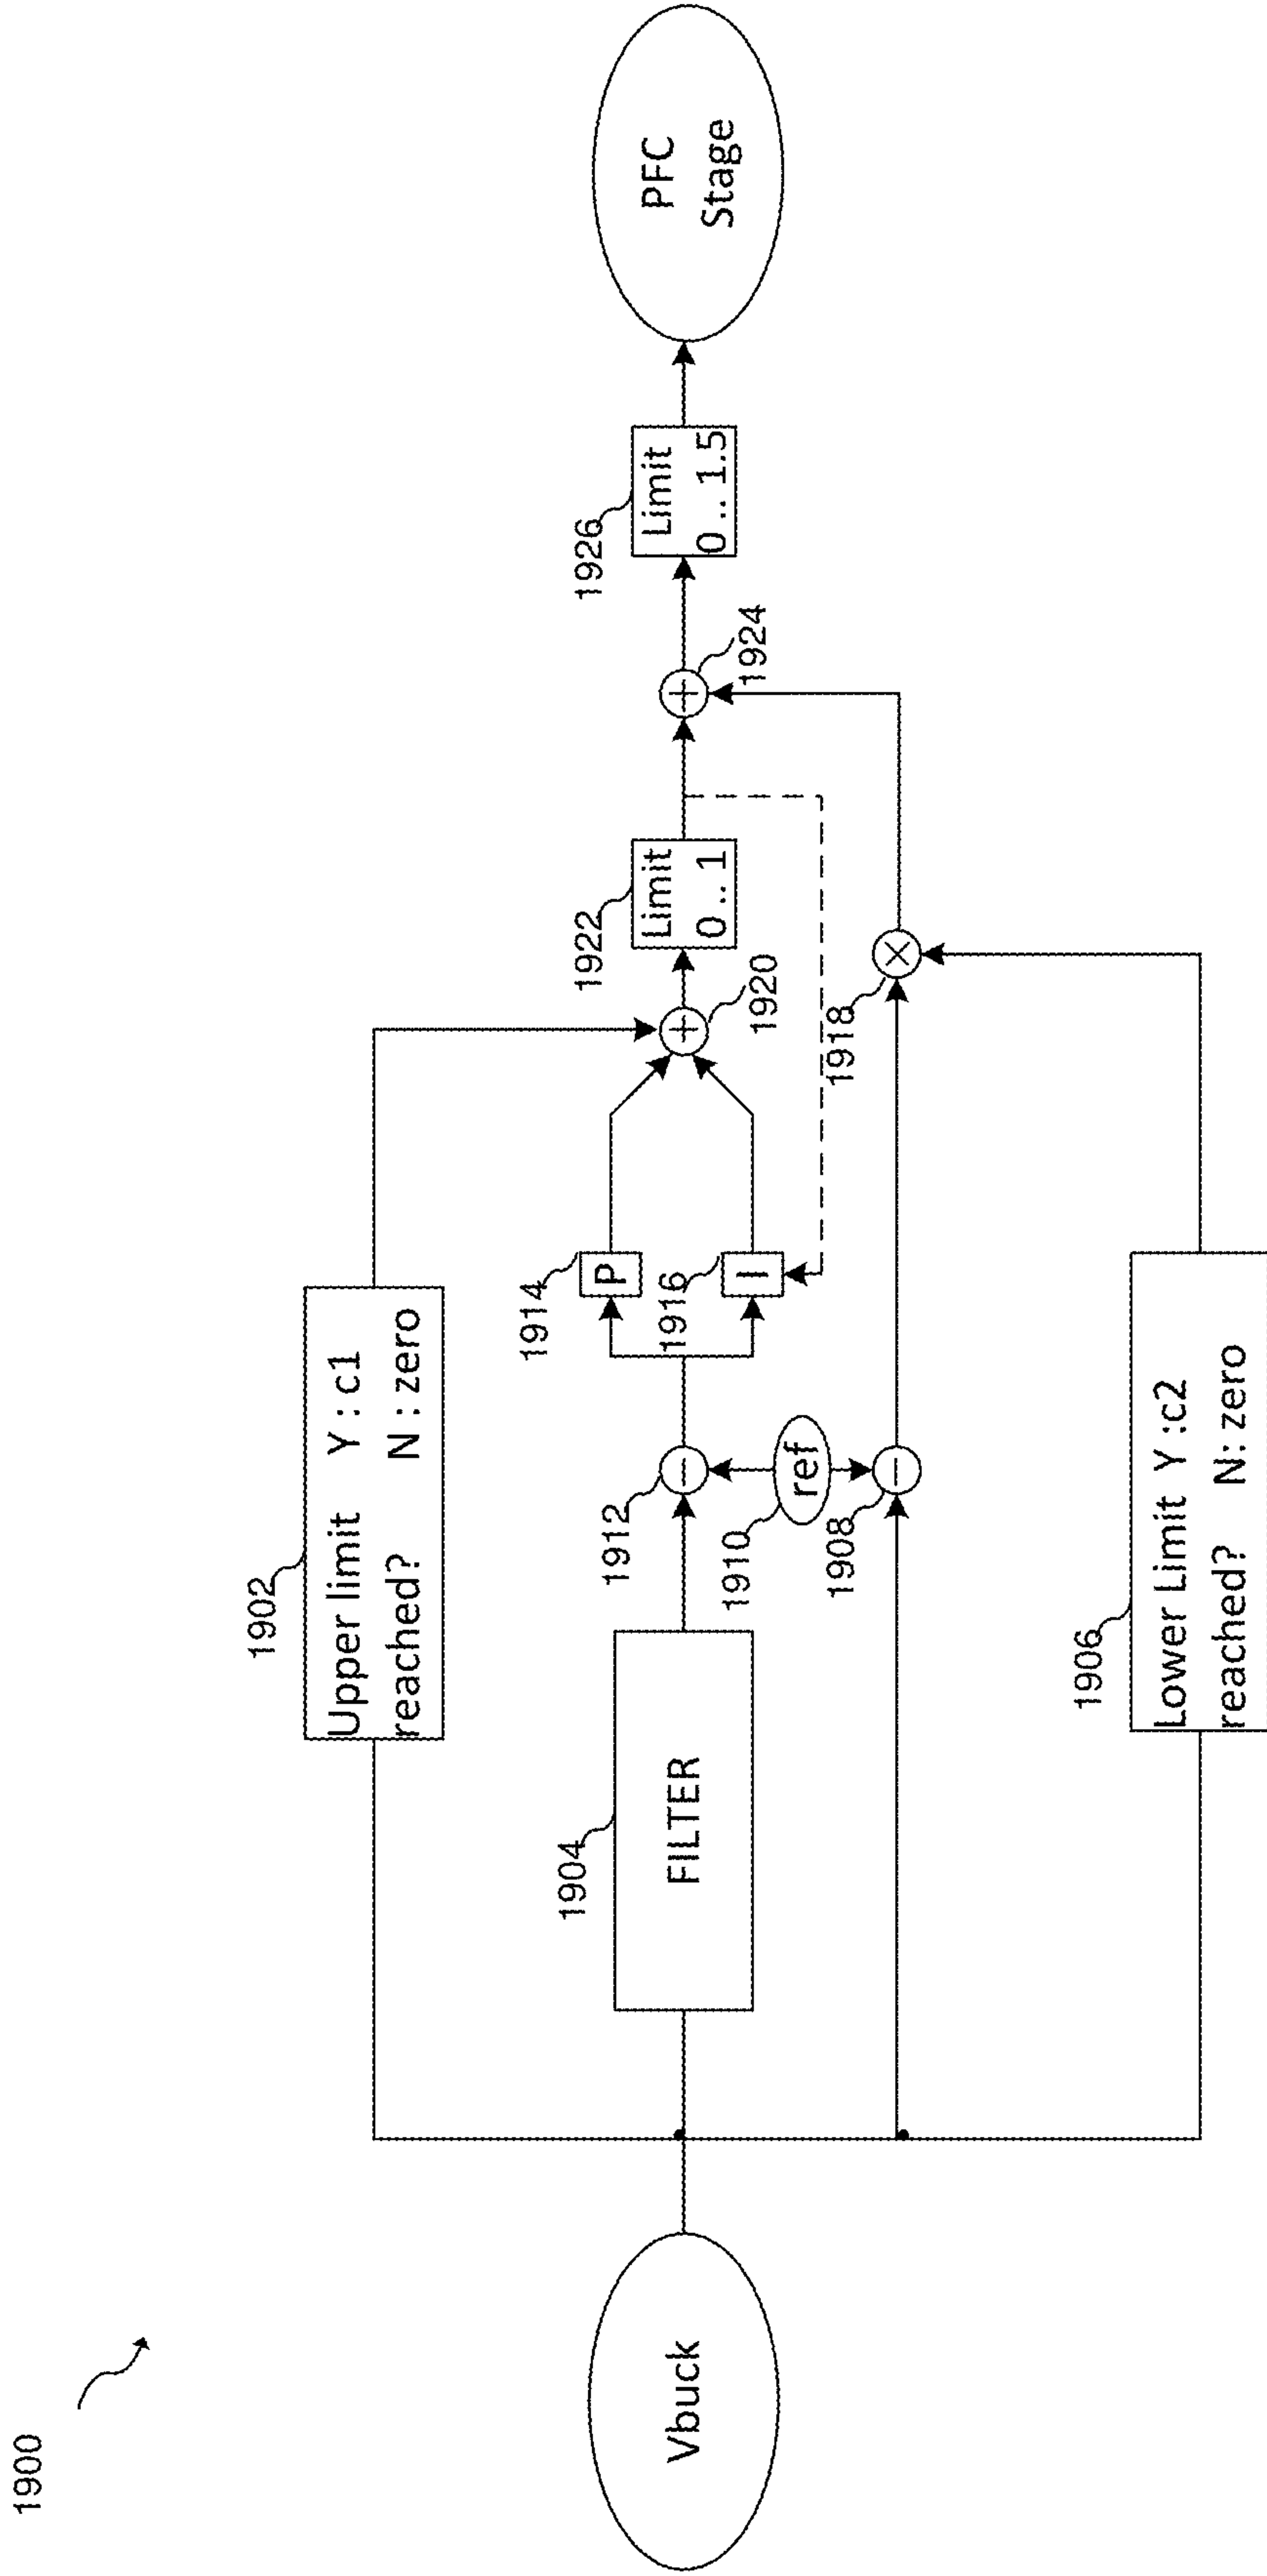 1900
Vbuck
1902
Upper limit Y : c1
reached? N : zero
1904
FILTER
1906
Lower Limit Y :c2
reached? N: zero
1912
−
1910
ref
1908
−
1914
P
1916
I
1918
×
1920
+
1922
Limit
0 .. 1
1924
+
1926
Limit
0 .. 1.5
PFC
Stage